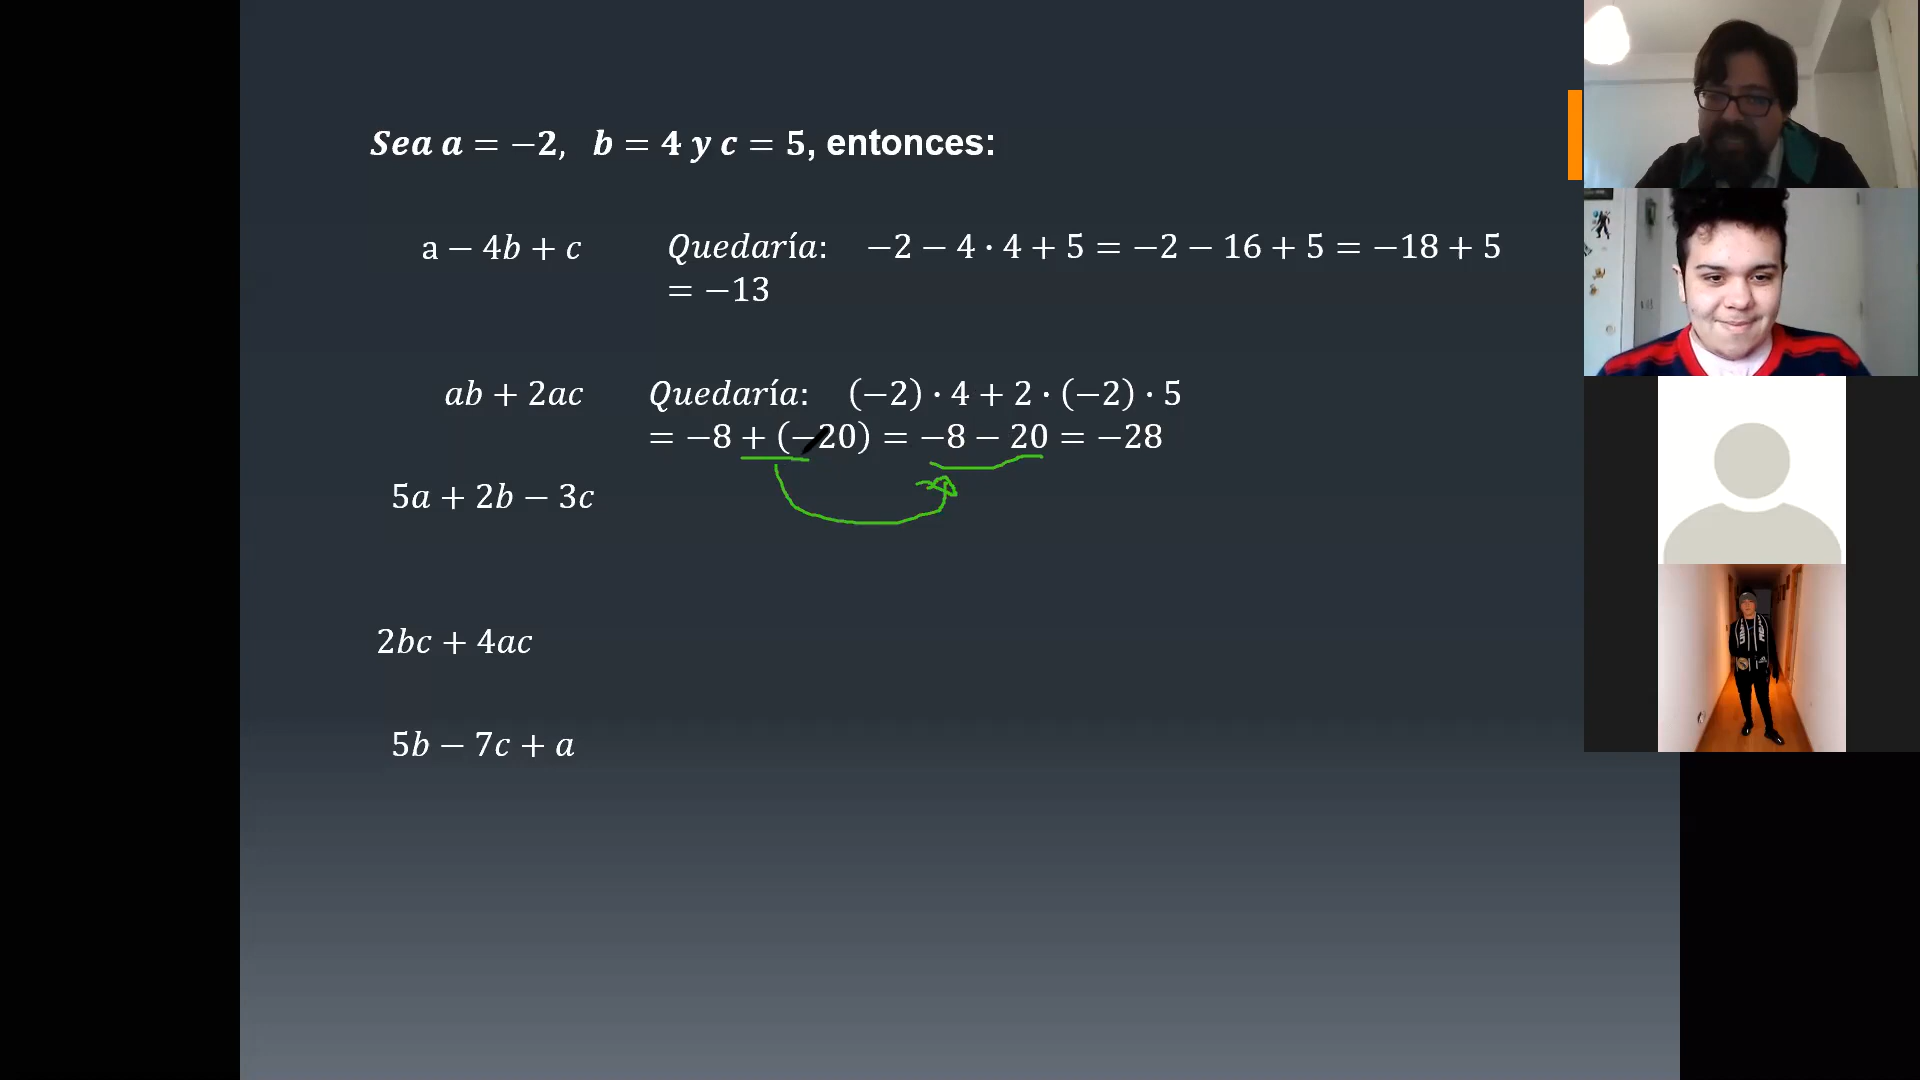 Sea a = −2, b = 4 y c = 5, entonces:
a − 4b + c Quedaría: −2 − 4 · 4 + 5 = −2 − 16 + 5 = −18 + 5
= −13
ab + 2ac Quedaría: (−2) · 4 + 2 · (−2) · 5
= −8 + (−20) = −8 − 20 = −28
5a + 2b − 3c
2bc + 4ac
5b − 7c + a